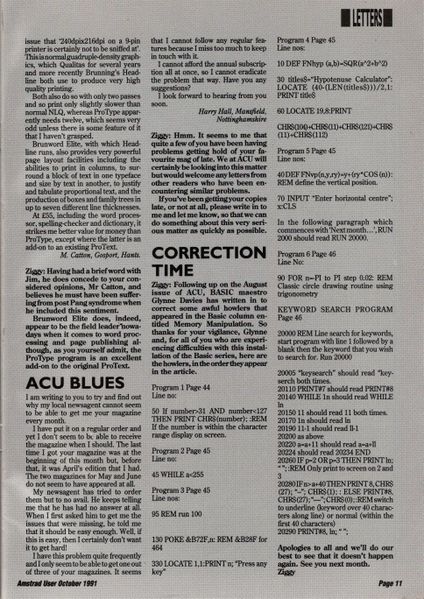 LETTERS
issue that '240dpix216dpi on a 9-pin
printer is certainly not to be sniffed at'.
This is normal quadruple-density graph-
ics, which Qualitas for several years
and more recently Brunning's Head-
line both use to produce very high
quality text.
Both also do so with only two passes
and so print only slightly slower than
normal NLQ, whereas ProType appar-
ently needs twelve, which seems very
odd unless there is some feature of it
that I haven't grasped.
Brunword Elite, with which Head-
line runs, also provides very powerful
page layout facilities including the
abilities to print in columns, to sur-
round a block of text in one typeface
and size by text in another, to justify
and tabulate proportional text, and the
production of boxes and family trees in
up to seven different line thicknesses.
At £55, including the word proces-
sor, spelling-checker and dictionary, it
strikes me better value for money than
ProType, except where the latter is an
add-on to an existing ProText.
M. Catton, Gosport, Hants.
Ziggy: Having had a brief word with
Jim, he does concede to your con-
sidered opinions, Mr Catton, and
believes he must have been suffer-
ing from post Pang syndrome when
he included this sentiment.
Brunword Elite does, indeed,
appear to be the field leader'nowa-
days when it comes to word proc-
essing and page publishing al-
though, as you yourself admit, the
ProType program is an excellent
add-on to the original ProText.
ACU BLUES
I am writing to you to try and find out
why my local newsagent cannot seem
to be able to get me your magazine
every month.
I have put it on a regular order and
yet I don't seem to be able to receive
the magazine when I should. The last
time I got your magazine was at the
beginning of this month but, before
that, it was April's edition that I had.
The two magazines for May and June
do not seem to have appeared at all.
My newsagent has tried to order
them but to no avail. He keeps telling
me that he has had no answer at all.
When I first asked him to get me the
issues that were missing, he told me
that it should be easy enough. Well, if
this is easy, then I certainly don't want
it to get hard!
I have this problem quite frequently
and I only seem to be able to get one out
of three of your magazines. It seems
that I cannot follow any regular fea-
tures because I miss too much to keep
in touch with it.
I cannot afford the annual subscrip-
tion all at once, so I cannot eradicate
the problem that way. Have you any
suggestions?
I look forward to hearing from you
soon.
Harry Hall, Mansfield,
Nottinghamshire
Ziggy: Hmm. It seems to me that
quite a few of you have been having
problems getting hold of your fa-
vourite mag of late. We at ACU will
certainly be looking into this matter
but would welcome any letters from
other readers who have been en-
countering similar problems.
If you've been getting your copies
late, or not at all, please write in to
me and let me know, so that we can
do something about this very seri-
ous matter as quickly as possible.
CORRECTION
TIME
Ziggy: Following up on the August
issue of ACU, BASIC maestro
Glynne Davies has written in to
correct some awful howlers that
appeared in the Basic column en-
titled Memory Manipulation. So
thanks for your vigilance, Glynne
and, for all of you who are experi-
encing difficulties with this instal-
lation of the Basic series, here are
the howlers, in the order they appear
in the article.
Program 1 Page 44
Line no:
50 If number>31 AND number<127
THEN PRINT CHR$(number); :REM
If the number is within the character
range display on screen.
Program 2 Page 45
Line no:
45 WHILE a<255
Program 3 Page 45
Line nos:
95 REM run 100
130 POKE &B72F,n: REM &B28F for
464
330 LOCATE 1,1:PRINT n; "Press any
key"
Program 4 Page 45
Line nos:
10 DEF FNhyp (a,b)=SQR(a^2+b^2)
30 titles$="Hypotenuse Calculator":
LOCATE (40-(LEN(titles$)))/2,1:
PRINT title$
60 LOCATE 19,8:PRINT
CHR$(100)+CHR$(11)+CHR$(121)+CHR$
(11)+CHR$(112)
Program 5 Page 45
Line nos:
40 DEF FNvp(n,y,ry)=y+(ry*COS (n)):
REM define the vertical position.
70 INPUT "Enter horizontal centre";
x:CLS
In the following paragraph which
commences with 'Next month...', RUN
2000 should read RUN 20000.
Program 6 Page 46
Line No:
90 FOR n=-PI to PI step 0.02: REM
Classic circle drawing routine using
trigonometry
KEYWORD SEARCH PROGRAM
Page 46
20000 REM Line search for keywords,
start program with line 1 followed by a
blank then the keyword that you wish
to search for. Run 20000
20005 "keysearch" should read "key-
serch both times.
20110 PRINT#7 should read PRINT#8
20140 WHILE 1n should read WHILE
ln
20150 11 should read 11 both times.
20170 1n should read ln
20190 11-1 should read ll-1
20200 as above
20220 a=a+11 should read a=a+ll
20224 should read 20234 END
20260 IF p=2 OR p=3 THEN PRINT ln;
" "; :REM Only print to screen on 2 and
3
20280 IF n>a+40 THEN PRINT 8, CHR$
(27); "-"; CHR$(1); : ELSE PRINT#8,
CHR$(27);"—";CHR$(0);:REM switch
to underline (keyword over 40 charac-
ters along line) or normal (within the
first 40 characters)
20290 PRINT#8, ln; " ";
Apologies to all and we'll do our
best to see that it doesn't happen
again. See you next month.
Ziggy
Amstrad User October 1991
Page 11